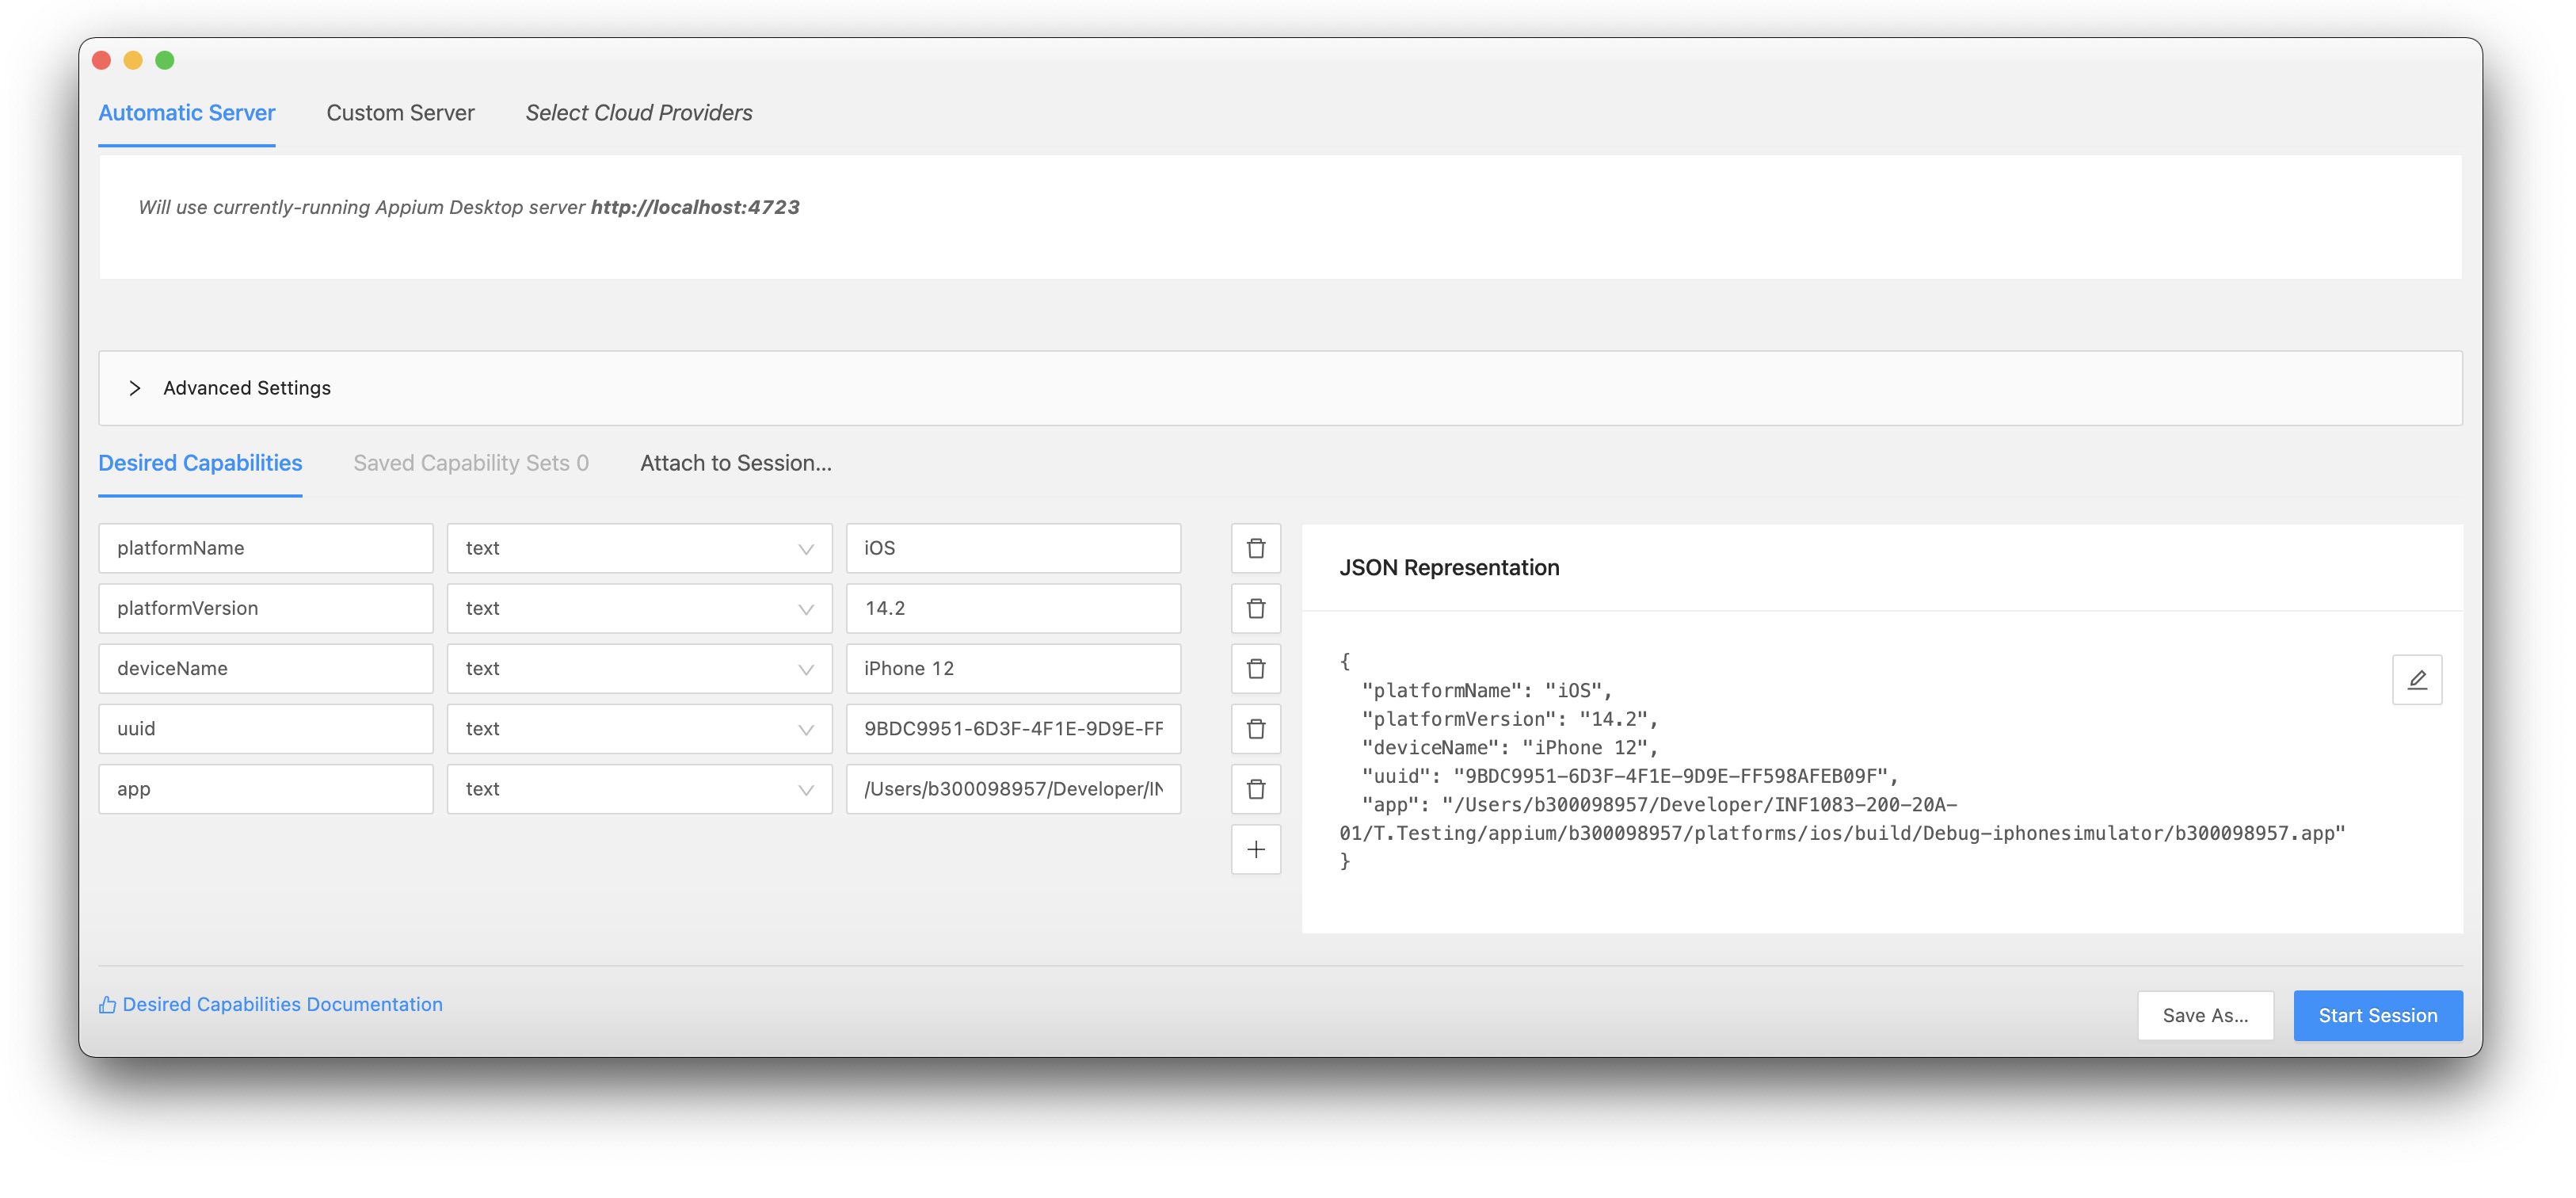 Automatic Server Custom Server Select Cloud Providers
Will use currently-running Appium Desktop server http://localhost:4723
Advanced Settings
Desired Capabilities Saved Capability Sets 0 Attach to Session...
platformName text iOS
platformVersion text 14.2
deviceName text iPhone 12
uuid text 9BDC9951-6D3F-4F1E-9D9E-FF
app text /Users/b300098957/Developer/IN
JSON Representation
{
"platformName": "iOS",
"platformVersion": "14.2",
"deviceName": "iPhone 12",
"uuid": "9BDC9951-6D3F-4F1E-9D9E-FF598AFEB09F",
"app": "/Users/b300098957/Developer/INF1083-200-20A-
01/T.Testing/appium/b300098957/platforms/ios/build/Debug-iphonesimulator/b300098957.app"
}
Desired Capabilities Documentation
Save As... Start Session